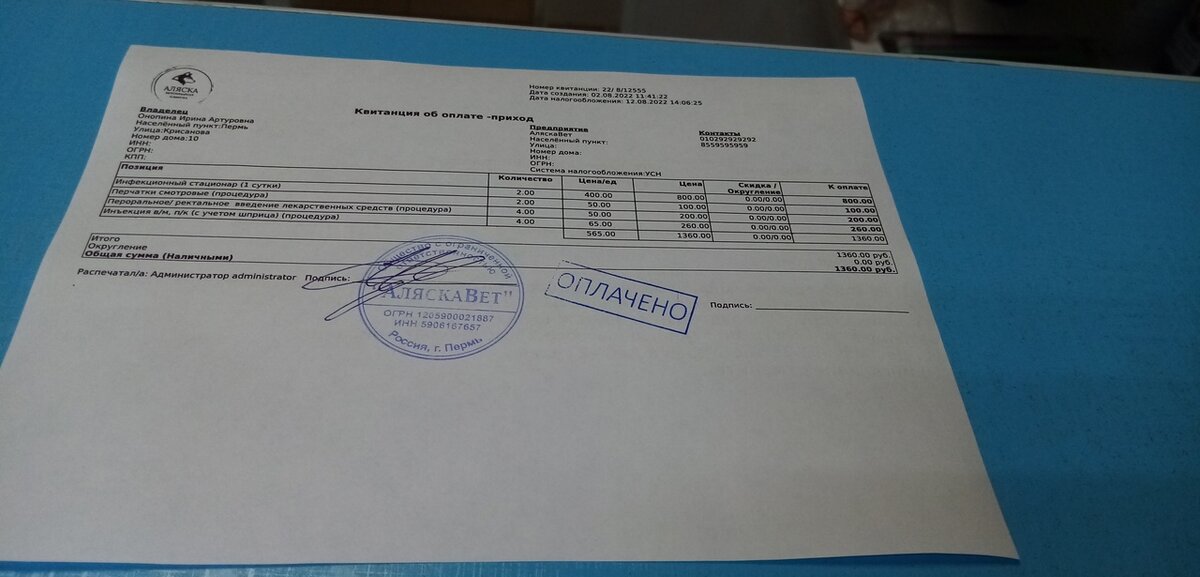 АЛЯСКА
Номер квитанции: 22/ 8/12555
Дата создания: 02.08.2022 11:41:22
Дата налогообложения: 12.08.2022 14:06:25
Квитанция об оплате -приход
Владелец
Онопина Ирина Артуровна
Населённый пункт:Пермь
Улица:Крисанова
Номер дома:10
ИНН:
ОГРН:
КПП:
Предприятие
АляскаВет
Населённый пункт:
Улица:
Номер дома:
ИНН:
ОГРН:
Система налогообложения:УСН
Контакты
010292929292
8559595959
Позиция Количество Цена/ед Цена Скидка / Округление К оплате
Инфекционный стационар (1 сутки) 2.00 400.00 800.00 0.00/0.00 800.00
Перчатки смотровые (процедура) 2.00 50.00 100.00 0.00/0.00 100.00
Пероральное/ ректальное введение лекарственных средств (процедура) 4.00 50.00 200.00 0.00/0.00 200.00
Инъекция в/м, п/к (с учетом шприца) (процедура) 4.00 65.00 260.00 0.00/0.00 260.00
565.00 1360.00 0.00/0.00 1360.00
Итого 1360.00 руб.
Округление 0.00 руб.
Общая сумма (Наличными) 1360.00 руб.
Распечатал/а: Администратор administrator Подпись:
Подпись:
Общество с ограниченной
ответственностью
"АЛЯСКАВЕТ"
ОГРН 1205900021887
ИНН 5906167657
Россия, г. Пермь
ОПЛАЧЕНО